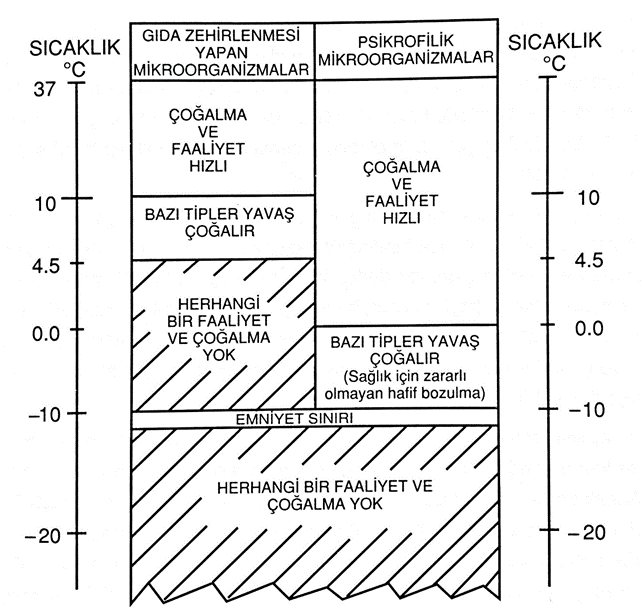 SICAKLIK
°C
GIDA ZEHİRLENMESİ
YAPAN
MİKROORGANİZMALAR
PSİKROFİLİK
MİKROORGANİZMALAR
SICAKLIK
°C
37
ÇOĞALMA
VE
FAALİYET
HIZLI
ÇOĞALMA
VE
FAALİYET
HIZLI
10
10
BAZI TİPLER YAVAŞ
ÇOĞALIR
4.5
4.5
HERHANGİ
BİR FAALİYET
VE ÇOĞALMA
YOK
0.0
0.0
BAZI TİPLER YAVAŞ
ÇOĞALIR
(Sağlık için zararlı
olmayan hafif bozulma)
–10
–10
EMNİYET SINIRI
HERHANGİ BİR FAALİYET VE
ÇOĞALMA YOK
–20
–20